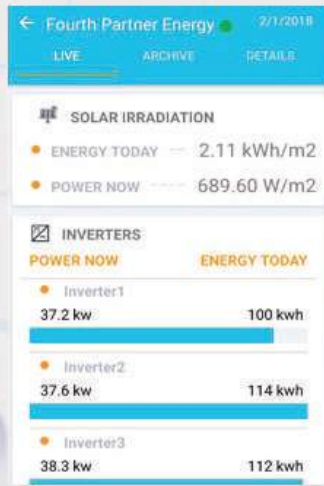 ← Fourth Partner Energy 2/1/2018
LIVE ARCHIVE DETAILS
SOLAR IRRADIATION
ENERGY TODAY -- 2.11 kWh/m2
POWER NOW ---- 689.60 W/m2
INVERTERS
POWER NOW ENERGY TODAY
Inverter1
37.2 kw 100 kwh
Inverter2
37.6 kw 114 kwh
Inverter3
38.3 kw 112 kwh